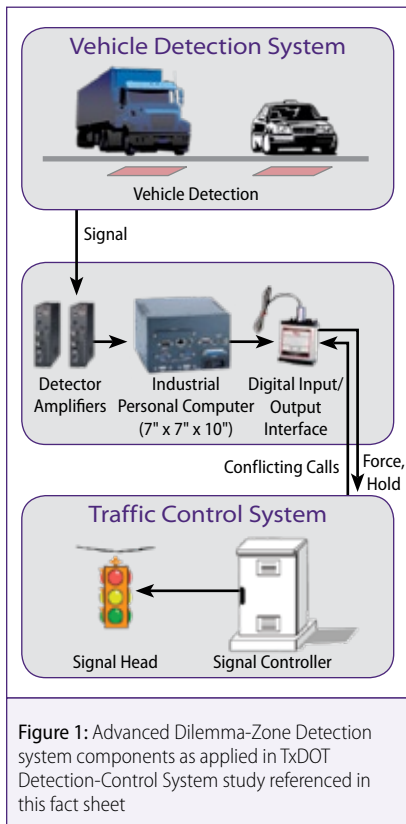 Vehicle Detection System
Vehicle Detection
Signal
Detector
Amplifiers
Industrial
Personal Computer
(7" x 7" x 10")
Digital Input/
Output
Interface
Conflicting Calls
Force,
Hold
Traffic Control System
Signal Head
Signal Controller
Figure 1: Advanced Dilemma-Zone Detection
system components as applied in TxDOT
Detection-Control System study referenced in
this fact sheet